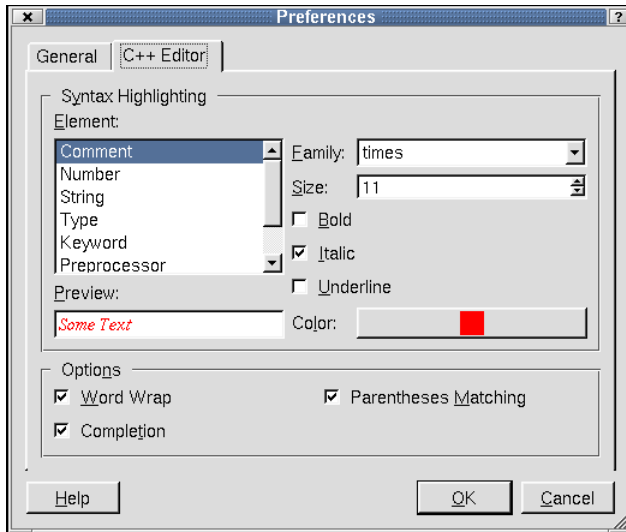 Preferences
General
C++ Editor
Syntax Highlighting
Element:
Comment
Number
String
Type
Keyword
Preprocessor
Family:
times
Size:
11
Bold
Italic
Underline
Preview:
Some Text
Color:
Options
Word Wrap
Parentheses Matching
Completion
Help
OK
Cancel